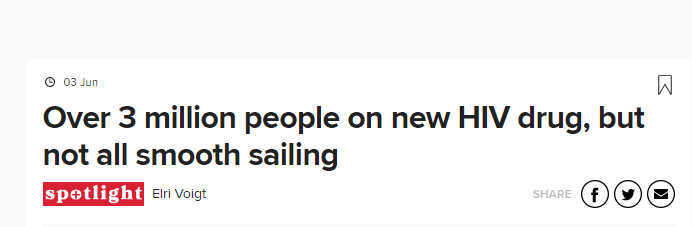 03 Jun
Over 3 million people on new HIV drug, but
not all smooth sailing
spotlight Elri Voigt SHARE